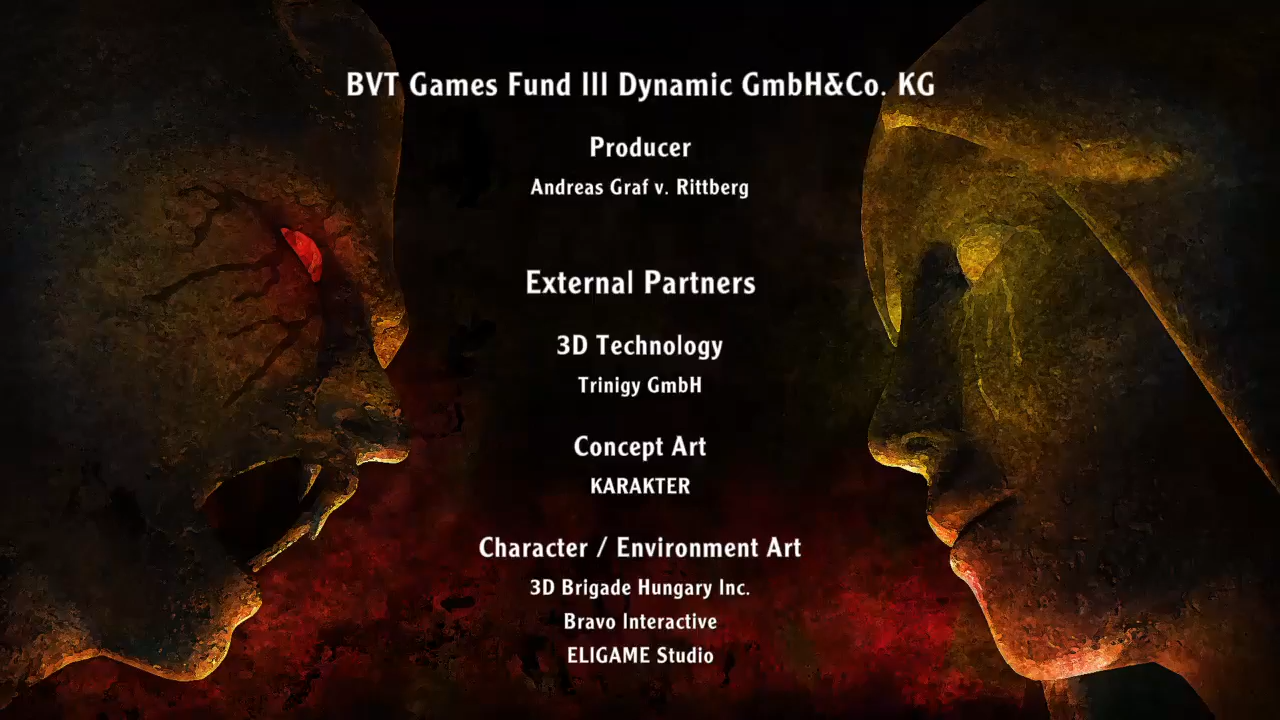 BVT Games Fund III Dynamic GmbH&Co. KG
Producer
Andreas Graf v. Rittberg
External Partners
3D Technology
Trinigy GmbH
Concept Art
KARAKTER
Character / Environment Art
3D Brigade Hungary Inc.
Bravo Interactive
ELIGAME Studio